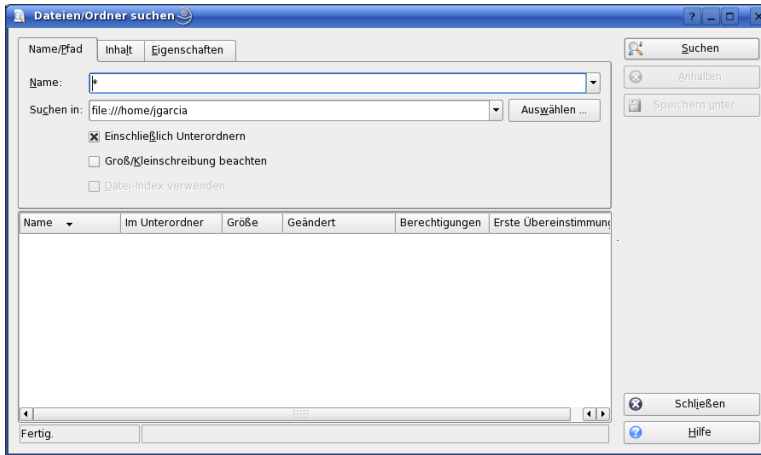 Dateien/Ordner suchen
Name/Pfad Inhalt Eigenschaften
Name: *
Suchen in: file:///home/jgarcia Auswählen ...
Einschließlich Unterordnern
Groß/Kleinschreibung beachten
Datei-Index verwenden
Name Im Unterordner Größe Geändert Berechtigungen Erste Übereinstimmung
Fertig.
Suchen
Anhalten
Speichern unter ...
Schließen
Hilfe